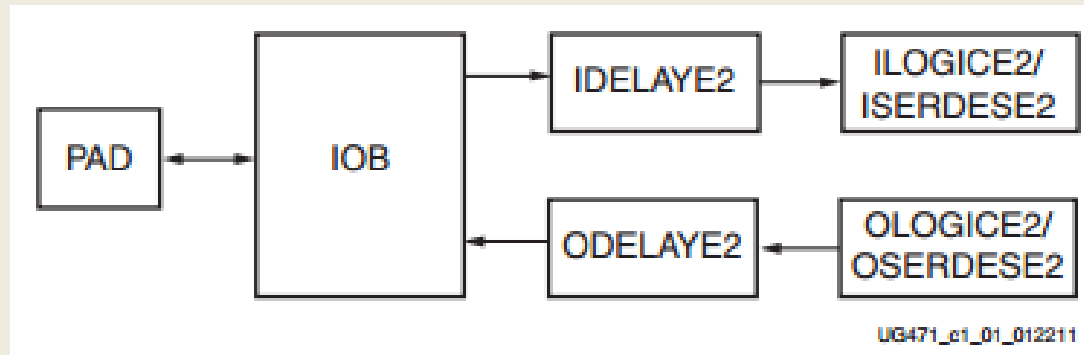 PAD
IOB
IDELAYE2
ILOGICE2/
ISERDESE2
ODELAYE2
OLOGICE2/
OSERDESE2
UG471_c1_01_012211